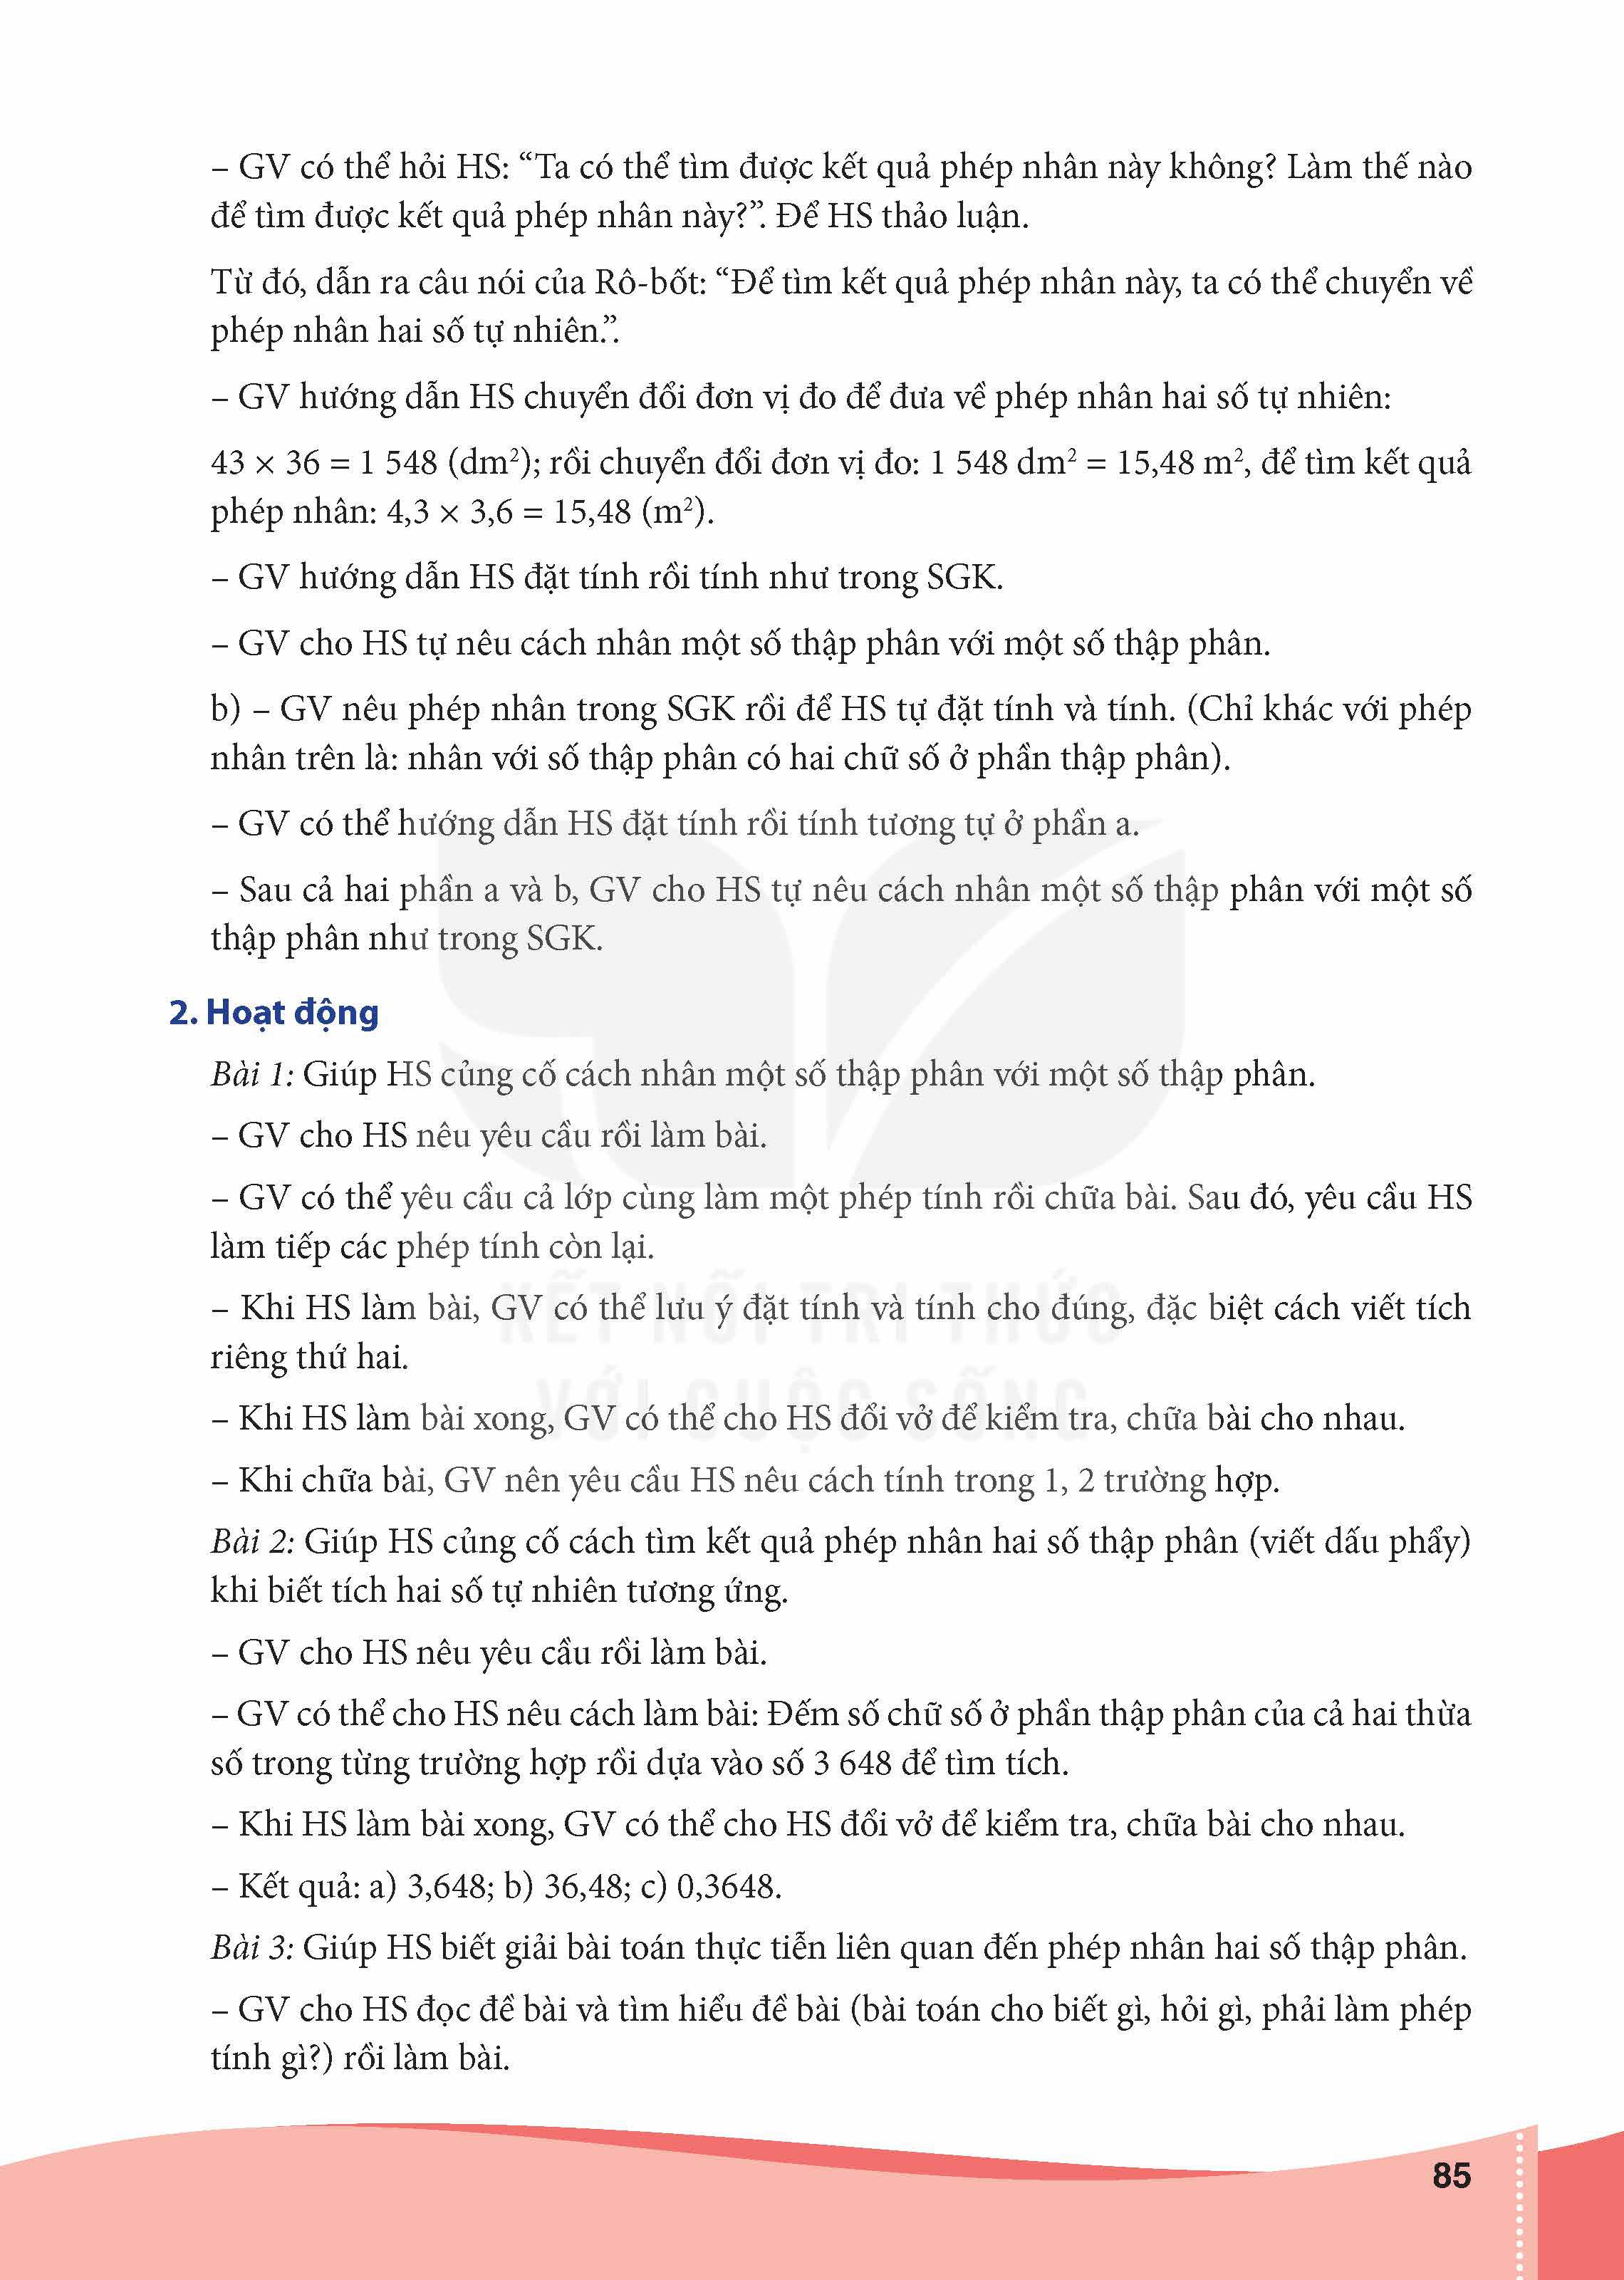 – GV có thể hỏi HS: “Ta có thể tìm được kết quả phép nhân này không? Làm thế nào
để tìm được kết quả phép nhân này?”. Để HS thảo luận.
Từ đó, dẫn ra câu nói của Rô-bốt: “Để tìm kết quả phép nhân này, ta có thể chuyển về
phép nhân hai số tự nhiên.”.
– GV hướng dẫn HS chuyển đổi đơn vị đo để đưa về phép nhân hai số tự nhiên:
43 × 36 = 1 548 (dm²); rồi chuyển đổi đơn vị đo: 1 548 dm² = 15,48 m², để tìm kết quả
phép nhân: 4,3 × 3,6 = 15,48 (m²).
– GV hướng dẫn HS đặt tính rồi tính như trong SGK.
– GV cho HS tự nêu cách nhân một số thập phân với một số thập phân.
b) – GV nêu phép nhân trong SGK rồi để HS tự đặt tính và tính. (Chỉ khác với phép
nhân trên là: nhân với số thập phân có hai chữ số ở phần thập phân).
– GV có thể hướng dẫn HS đặt tính rồi tính tương tự ở phần a.
– Sau cả hai phần a và b, GV cho HS tự nêu cách nhân một số thập phân với một số
thập phân như trong SGK.
2. Hoạt động
Bài 1: Giúp HS củng cố cách nhân một số thập phân với một số thập phân.
– GV cho HS nêu yêu cầu rồi làm bài.
– GV có thể yêu cầu cả lớp cùng làm một phép tính rồi chữa bài. Sau đó, yêu cầu HS
làm tiếp các phép tính còn lại.
KẾT NỐI TRI THỨC
– Khi HS làm bài, GV có thể lưu ý đặt tính và tính cho đúng, đặc biệt cách viết tích
riêng thứ hai.
VỚI CUỘC SỐNG
– Khi HS làm bài xong, GV có thể cho HS đổi vở để kiểm tra, chữa bài cho nhau.
– Khi chữa bài, GV nên yêu cầu HS nêu cách tính trong 1, 2 trường hợp.
Bài 2: Giúp HS củng cố cách tìm kết quả phép nhân hai số thập phân (viết dấu phẩy)
khi biết tích hai số tự nhiên tương ứng.
– GV cho HS nêu yêu cầu rồi làm bài.
– GV có thể cho HS nêu cách làm bài: Đếm số chữ số ở phần thập phân của cả hai thừa
số trong từng trường hợp rồi dựa vào số 3 648 để tìm tích.
– Khi HS làm bài xong, GV có thể cho HS đổi vở để kiểm tra, chữa bài cho nhau.
– Kết quả: a) 3,648; b) 36,48; c) 0,3648.
Bài 3: Giúp HS biết giải bài toán thực tiễn liên quan đến phép nhân hai số thập phân.
– GV cho HS đọc đề bài và tìm hiểu đề bài (bài toán cho biết gì, hỏi gì, phải làm phép
tính gì?) rồi làm bài.
85